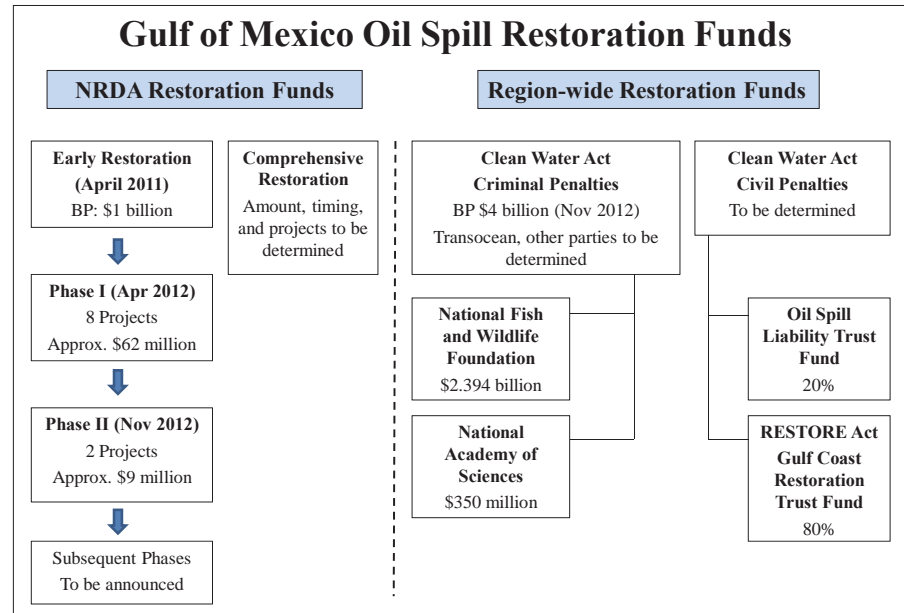 Gulf of Mexico Oil Spill Restoration Funds
NRDA Restoration Funds
Early Restoration
(April 2011)
BP: $1 billion
Phase I (Apr 2012)
8 Projects
Approx. $62 million
Phase II (Nov 2012)
2 Projects
Approx. $9 million
Subsequent Phases
To be announced
Comprehensive
Restoration
Amount, timing,
and projects to be
determined
Region-wide Restoration Funds
Clean Water Act
Criminal Penalties
BP $4 billion (Nov 2012)
Transocean, other parties to be
determined
National Fish
and Wildlife
Foundation
$2.394 billion
National
Academy of
Sciences
$350 million
Clean Water Act
Civil Penalties
To be determined
Oil Spill
Liability Trust
Fund
20%
RESTORE Act
Gulf Coast
Restoration
Trust Fund
80%